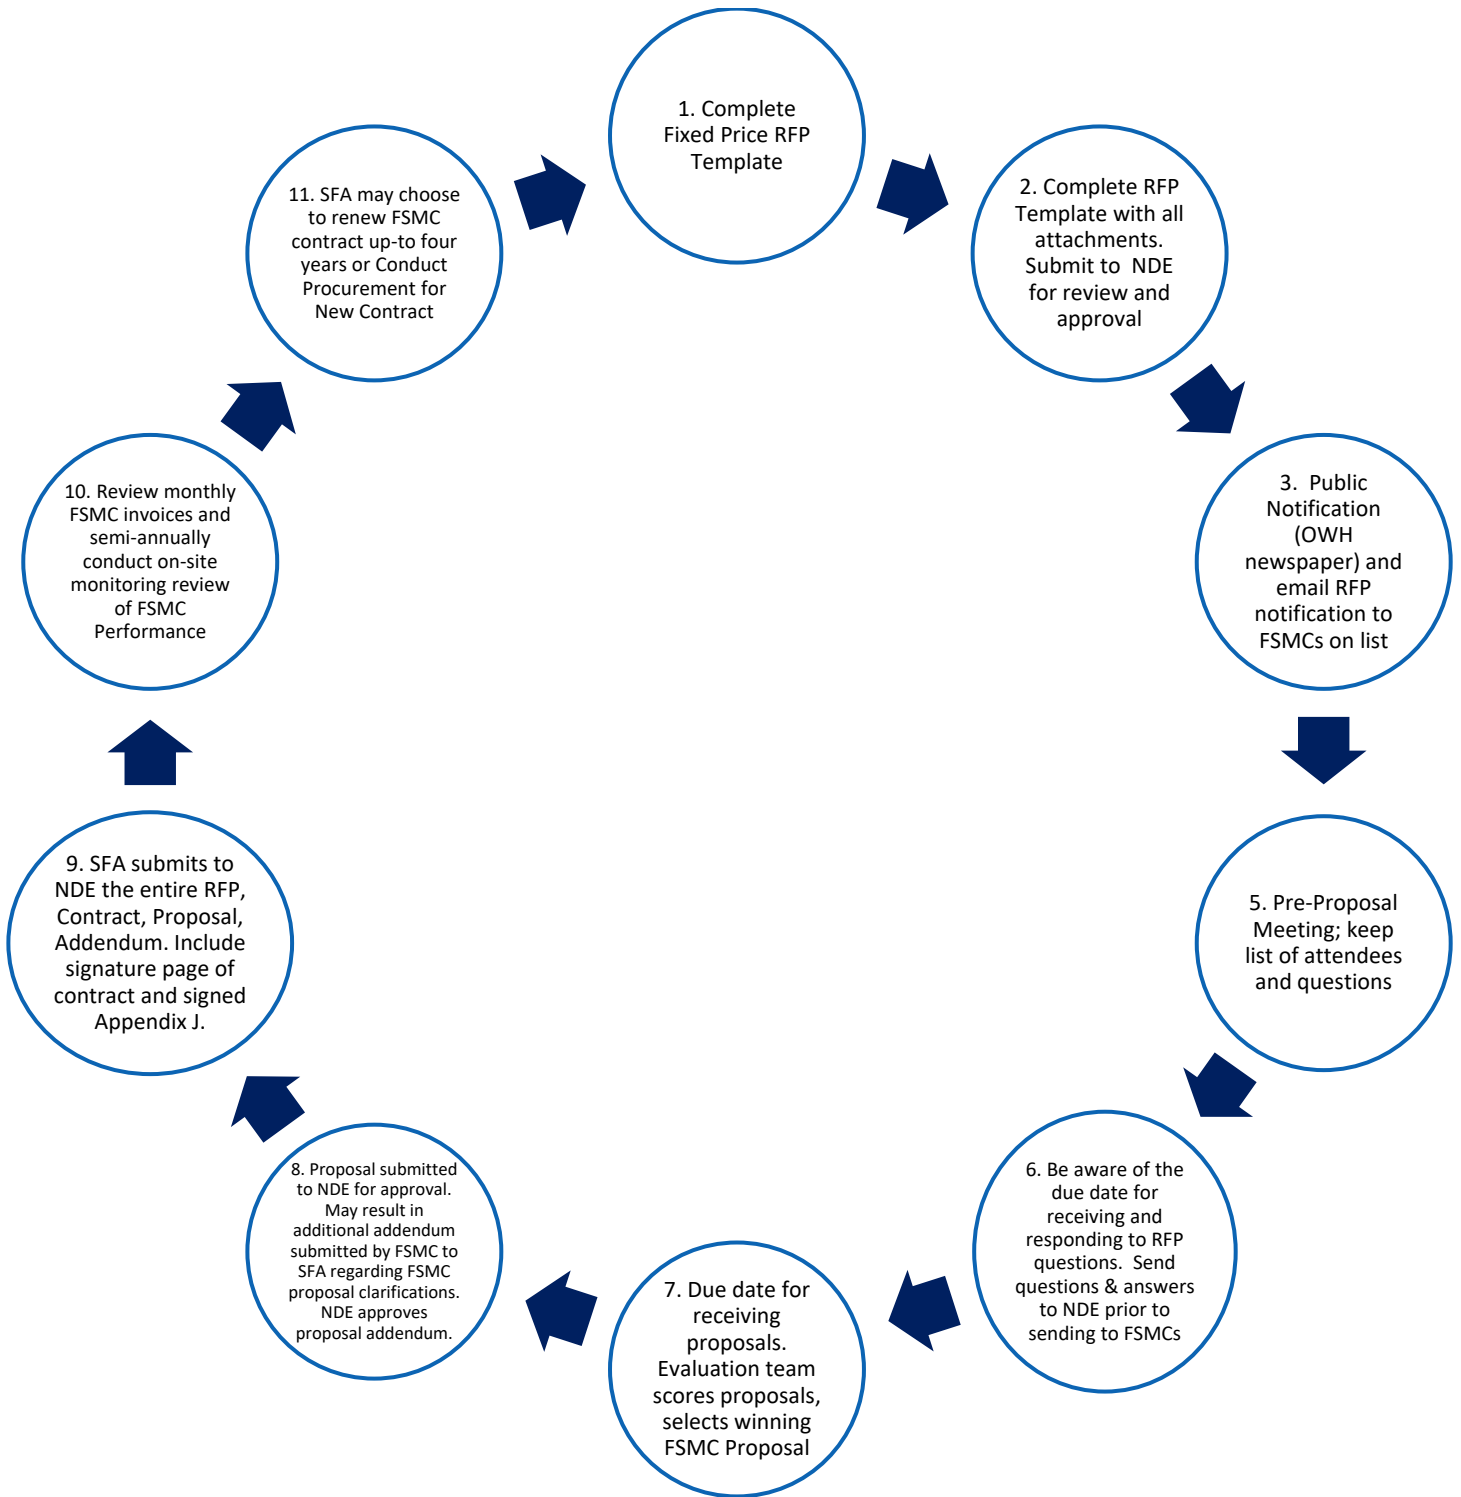 1. Complete
Fixed Price RFP
Template
2. Complete RFP
Template with all
attachments.
Submit to  NDE
for review and
approval
3.  Public
Notification
(OWH
newspaper) and
email RFP
notification to
FSMCs on list
5. Pre-Proposal
Meeting; keep
list of attendees
and questions
6. Be aware of the
due date for
receiving and
responding to RFP
questions.  Send
questions & answers
to NDE prior to
sending to FSMCs
7. Due date for
receiving
proposals.
Evaluation team
scores proposals,
selects winning
FSMC Proposal
8. Proposal submitted
to NDE for approval.
May result in
additional addendum
submitted by FSMC to
SFA regarding FSMC
proposal clarifications.
NDE approves
proposal addendum.
9. SFA submits to
NDE the entire RFP,
Contract, Proposal,
Addendum. Include
signature page of
contract and signed
Appendix J.
10. Review monthly
FSMC invoices and
semi-annually
conduct on-site
monitoring review
of FSMC
Performance
11. SFA may choose
to renew FSMC
contract up-to four
years or Conduct
Procurement for
New Contract